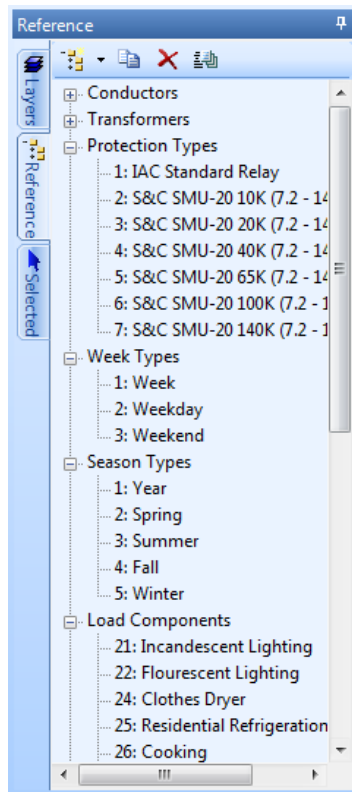 Reference
Layers
Reference
Selected
Conductors
Transformers
Protection Types
1: IAC Standard Relay
2: S&C SMU-20 10K (7.2 - 14
3: S&C SMU-20 20K (7.2 - 14
4: S&C SMU-20 40K (7.2 - 14
5: S&C SMU-20 65K (7.2 - 14
6: S&C SMU-20 100K (7.2 - 1
7: S&C SMU-20 140K (7.2 - 1
Week Types
1: Week
2: Weekday
3: Weekend
Season Types
1: Year
2: Spring
3: Summer
4: Fall
5: Winter
Load Components
21: Incandescent Lighting
22: Flourescent Lighting
24: Clothes Dryer
25: Residential Refrigeration
26: Cooking